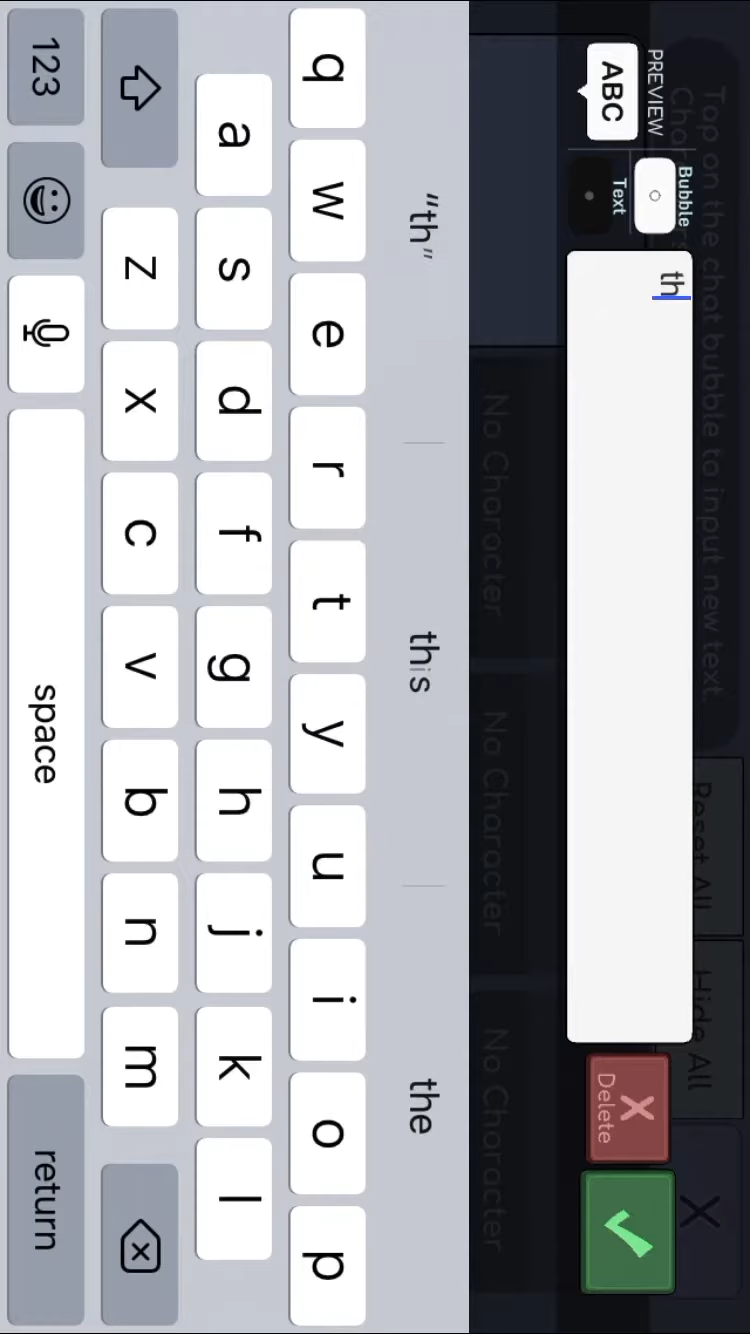 Tap on the chat bubble to input new text.
Reset All
Hide All
PREVIEW
ABC
Bubble
Text
th
Delete
No Character
No Character
No Character
“th”
this
the
q w e r t y u i o p
a s d f g h j k l
z x c v b n m
123
space
return